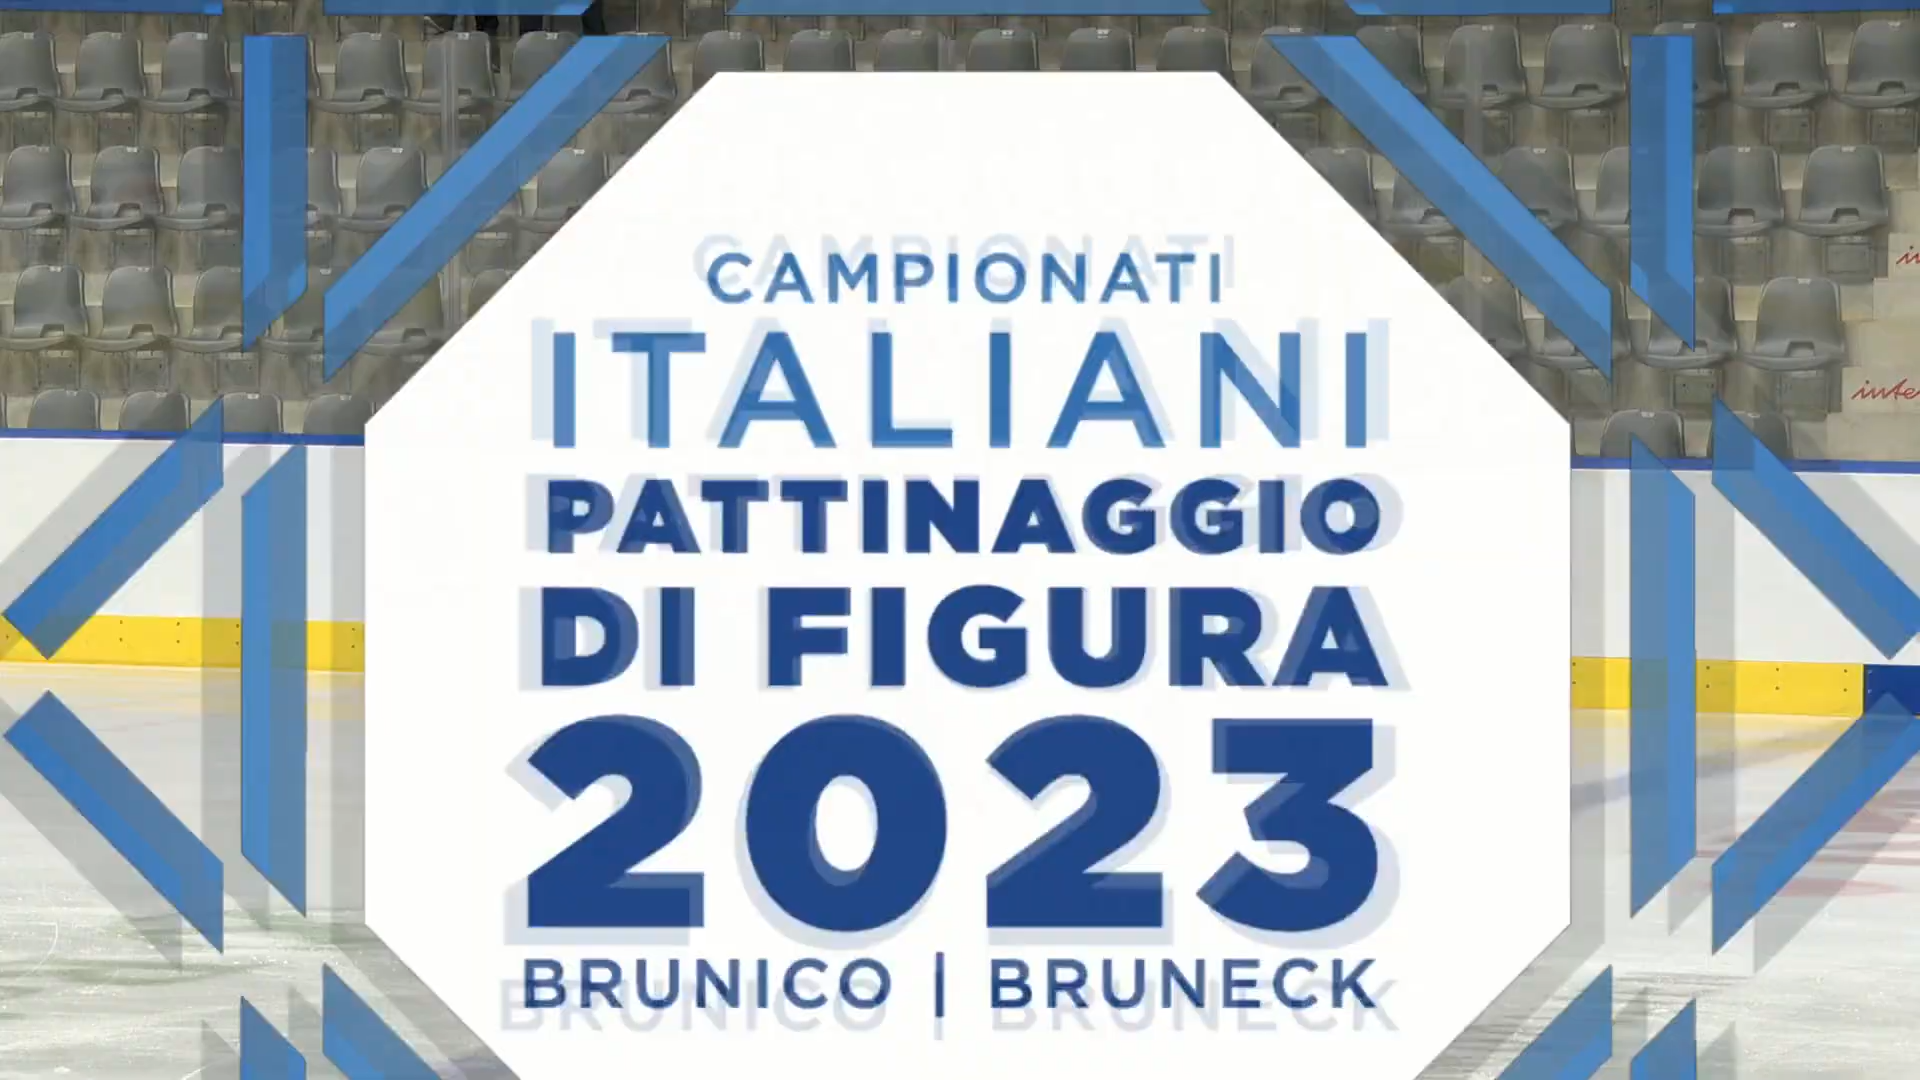 CAMPIONATI
ITALIANI
PATTINAGGIO
DI FIGURA
2023
BRUNICO | BRUNECK